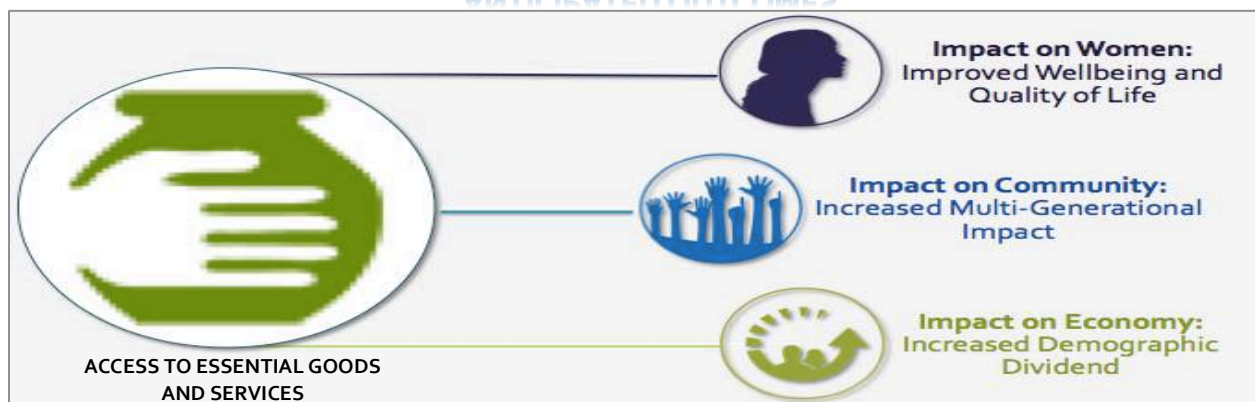 Impact on Women:
Improved Wellbeing and
Quality of Life
Impact on Community:
Increased Multi-Generational
Impact
Impact on Economy:
Increased Demographic
Dividend
ACCESS TO ESSENTIAL GOODS
AND SERVICES